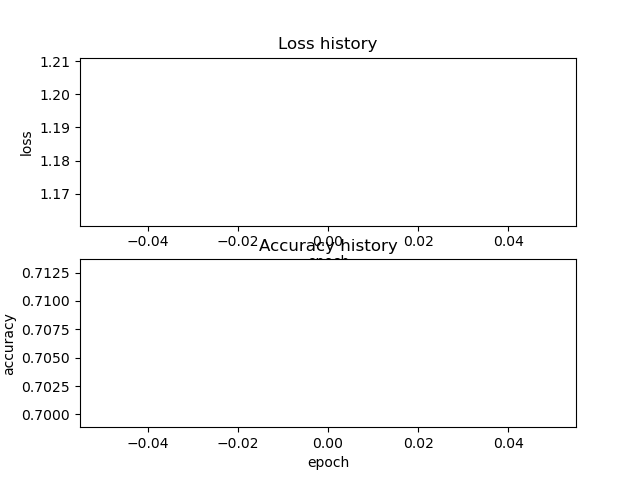 Loss history
1.21
1.20
1.19
1.18
1.17
loss
−0.04 −0.02 0.00 0.02 0.04
epoch
Accuracy history
0.7125
0.7100
0.7075
0.7050
0.7025
0.7000
accuracy
−0.04 −0.02 0.00 0.02 0.04
epoch